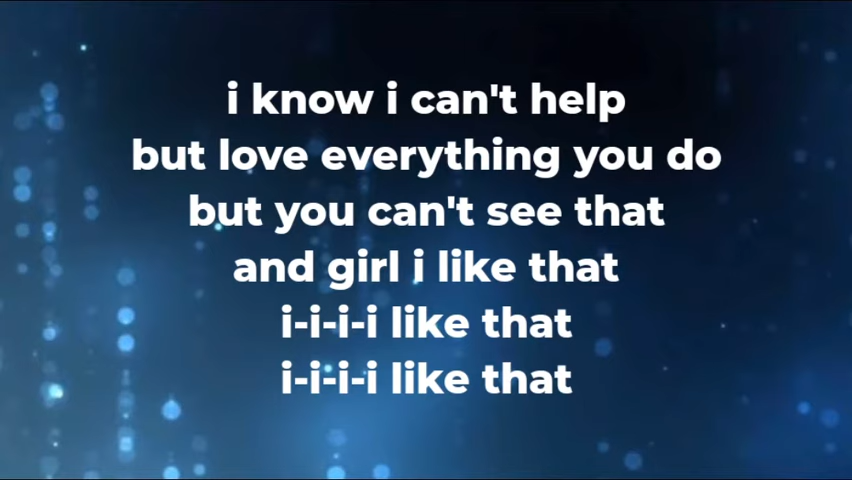 i know i can't help
but love everything you do
but you can't see that
and girl i like that
i-i-i-i like that
i-i-i-i like that